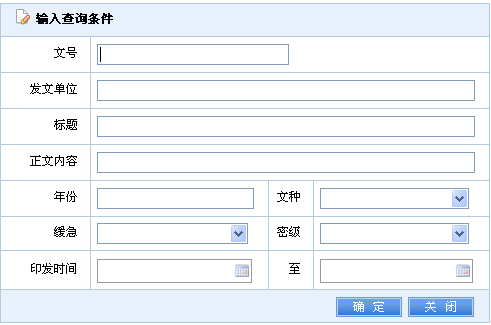 输入查询条件
文号
发文单位
标题
正文内容
年份 文种
缓急 密级
印发时间 至
确 定 关 闭